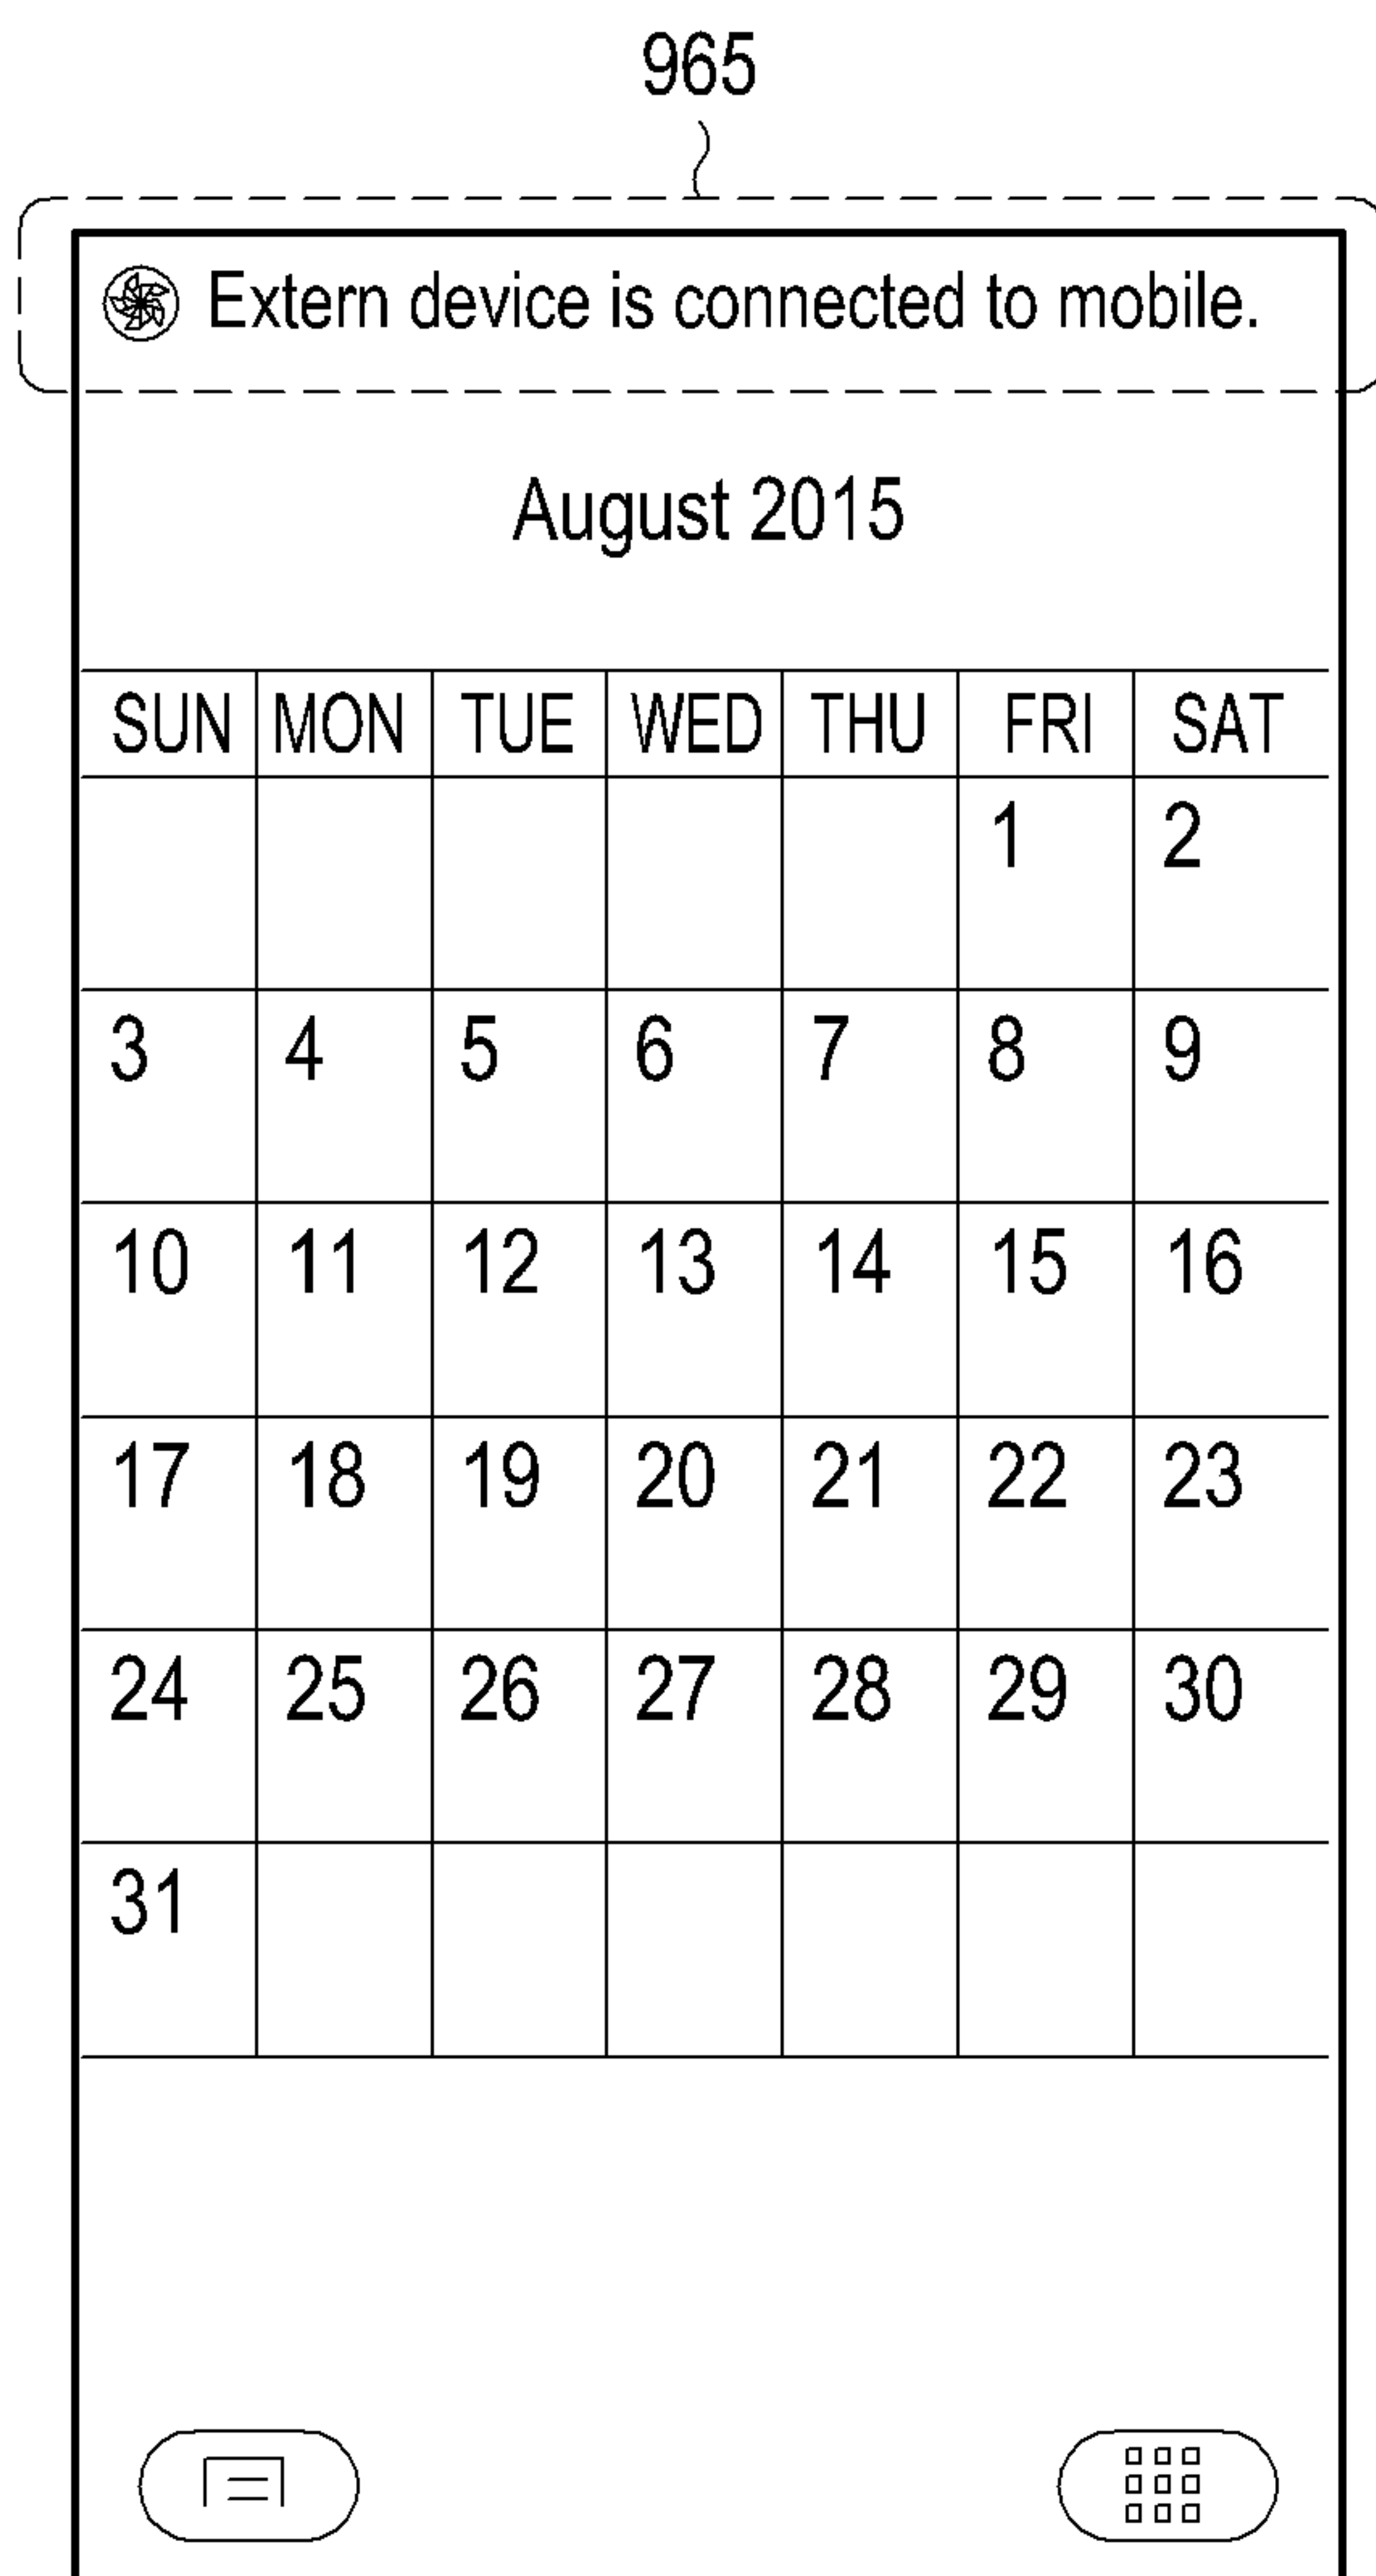 965
Extern device is connected to mobile.
August 2015
SUN MON TUE WED THU FRI SAT
1 2
3 4 5 6 7 8 9
10 11 12 13 14 15 16
17 18 19 20 21 22 23
24 25 26 27 28 29 30
31